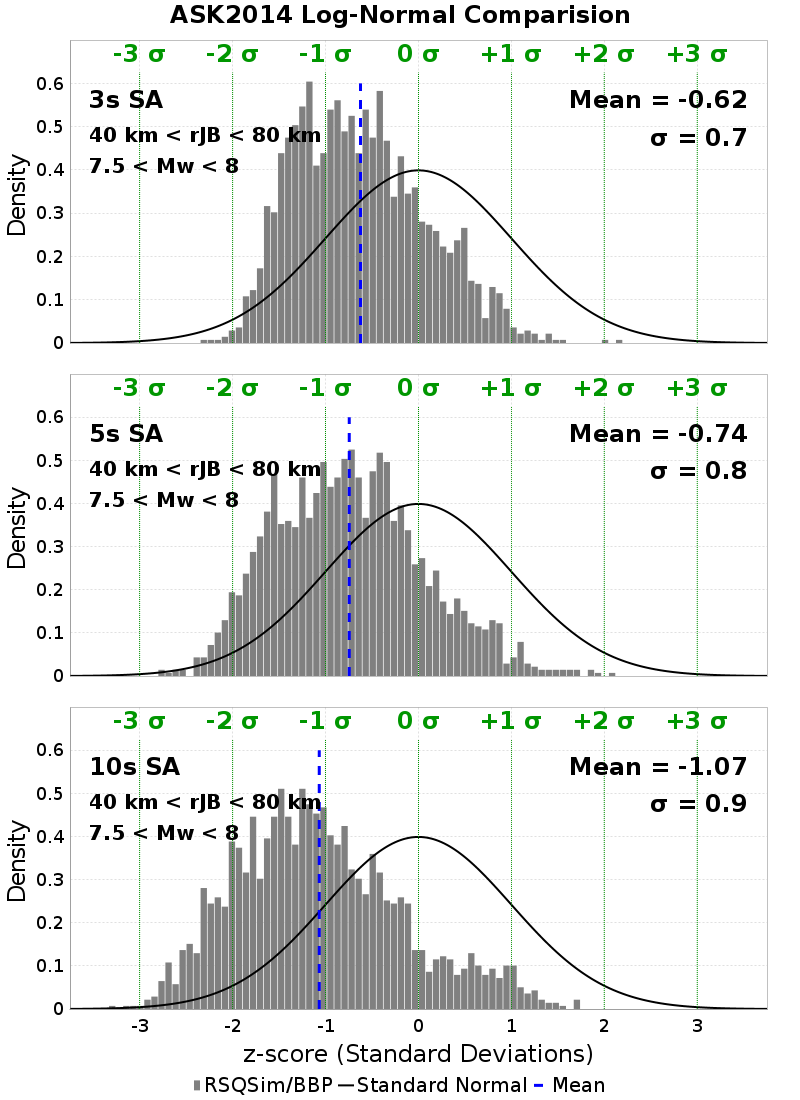 ASK2014 Log-Normal Comparision
-3 σ -2 σ -1 σ 0 σ +1 σ +2 σ +3 σ
3s SA
40 km < rJB < 80 km
7.5 < Mw < 8
Mean = -0.62
σ = 0.7
Density
0.6
0.5
0.4
0.3
0.2
0.1
0
-3 σ -2 σ -1 σ 0 σ +1 σ +2 σ +3 σ
5s SA
40 km < rJB < 80 km
7.5 < Mw < 8
Mean = -0.74
σ = 0.8
Density
0.6
0.5
0.4
0.3
0.2
0.1
0
-3 σ -2 σ -1 σ 0 σ +1 σ +2 σ +3 σ
10s SA
40 km < rJB < 80 km
7.5 < Mw < 8
Mean = -1.07
σ = 0.9
Density
0.6
0.5
0.4
0.3
0.2
0.1
0
-3 -2 -1 0 1 2 3
z-score (Standard Deviations)
RSQSim/BBP Standard Normal Mean